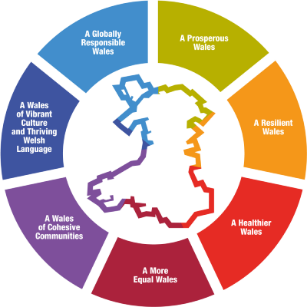 A Globally
Responsible
Wales
A Prosperous
Wales
A Resilient
Wales
A Healthier
Wales
A More
Equal Wales
A Wales
of Cohesive
Communities
A Wales
of Vibrant
Culture
and Thriving
Welsh
Language